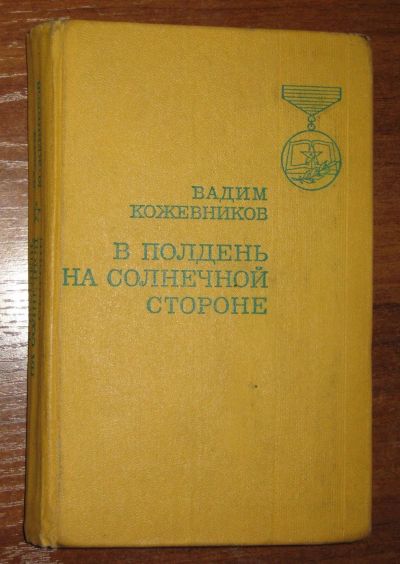 ВАДИМ
КОЖЕВНИКОВ
В ПОЛДЕНЬ
НА СОЛНЕЧНОЙ
СТОРОНЕ